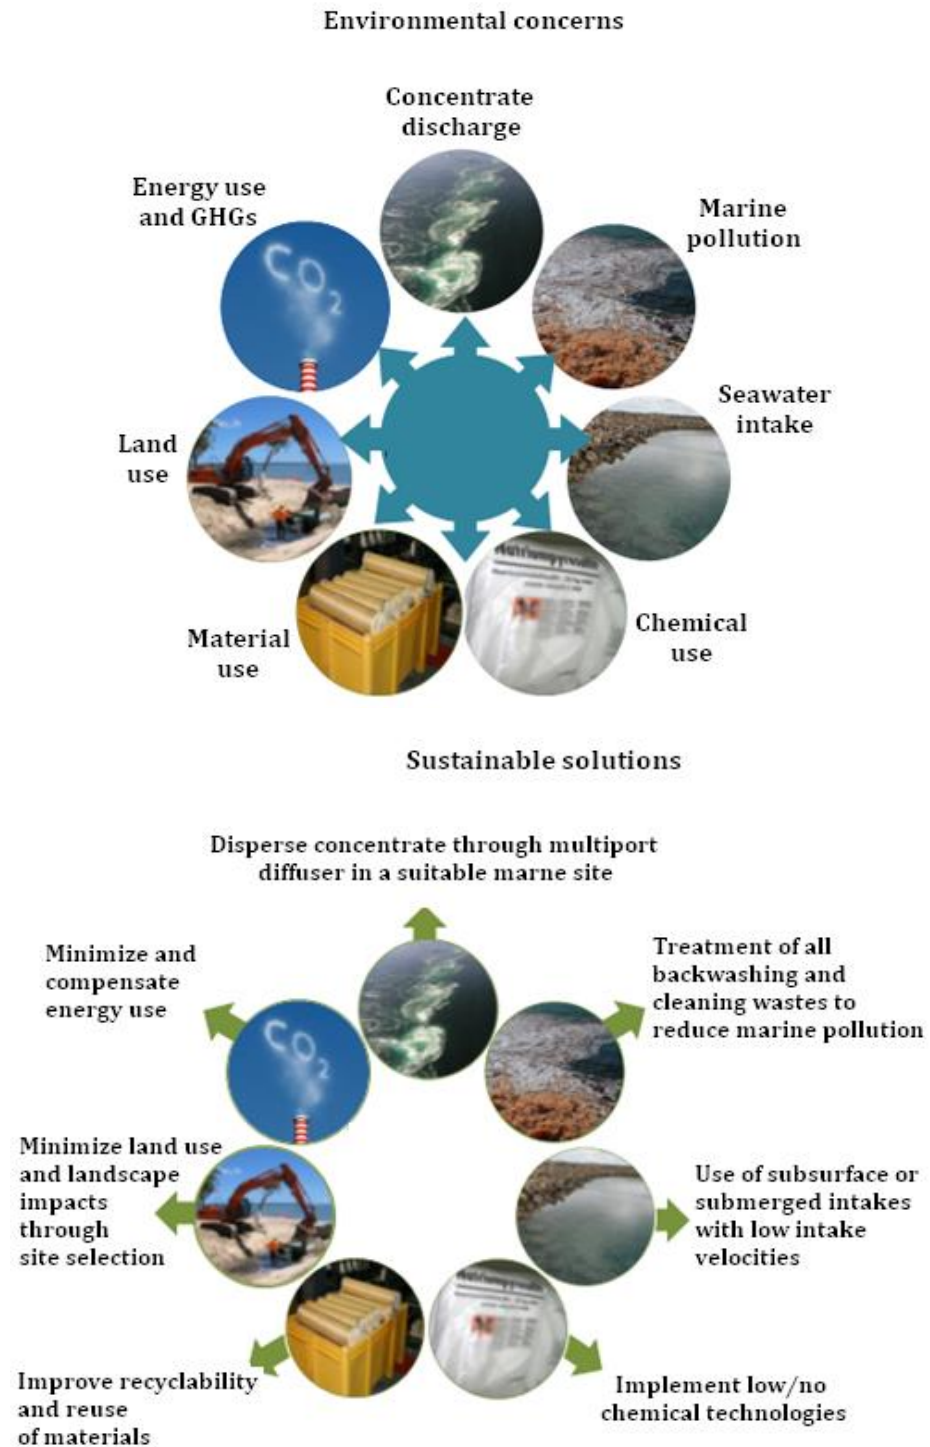 Environmental concerns
Concentrate
discharge
Energy use
and GHGs
Marine
pollution
CO2
Seawater
intake
Land
use
Material
use
Chemical
use
Sustainable solutions
Disperse concentrate through multiport
diffuser in a suitable marne site
Minimize and
compensate
energy use
Treatment of all
backwashing and
cleaning wastes to
reduce marine pollution
CO2
Minimize land use
and landscape
impacts
through
site selection
Use of subsurface or
submerged intakes
with low intake
velocities
Improve recyclability
and reuse
of materials
Implement low/no
chemical technologies